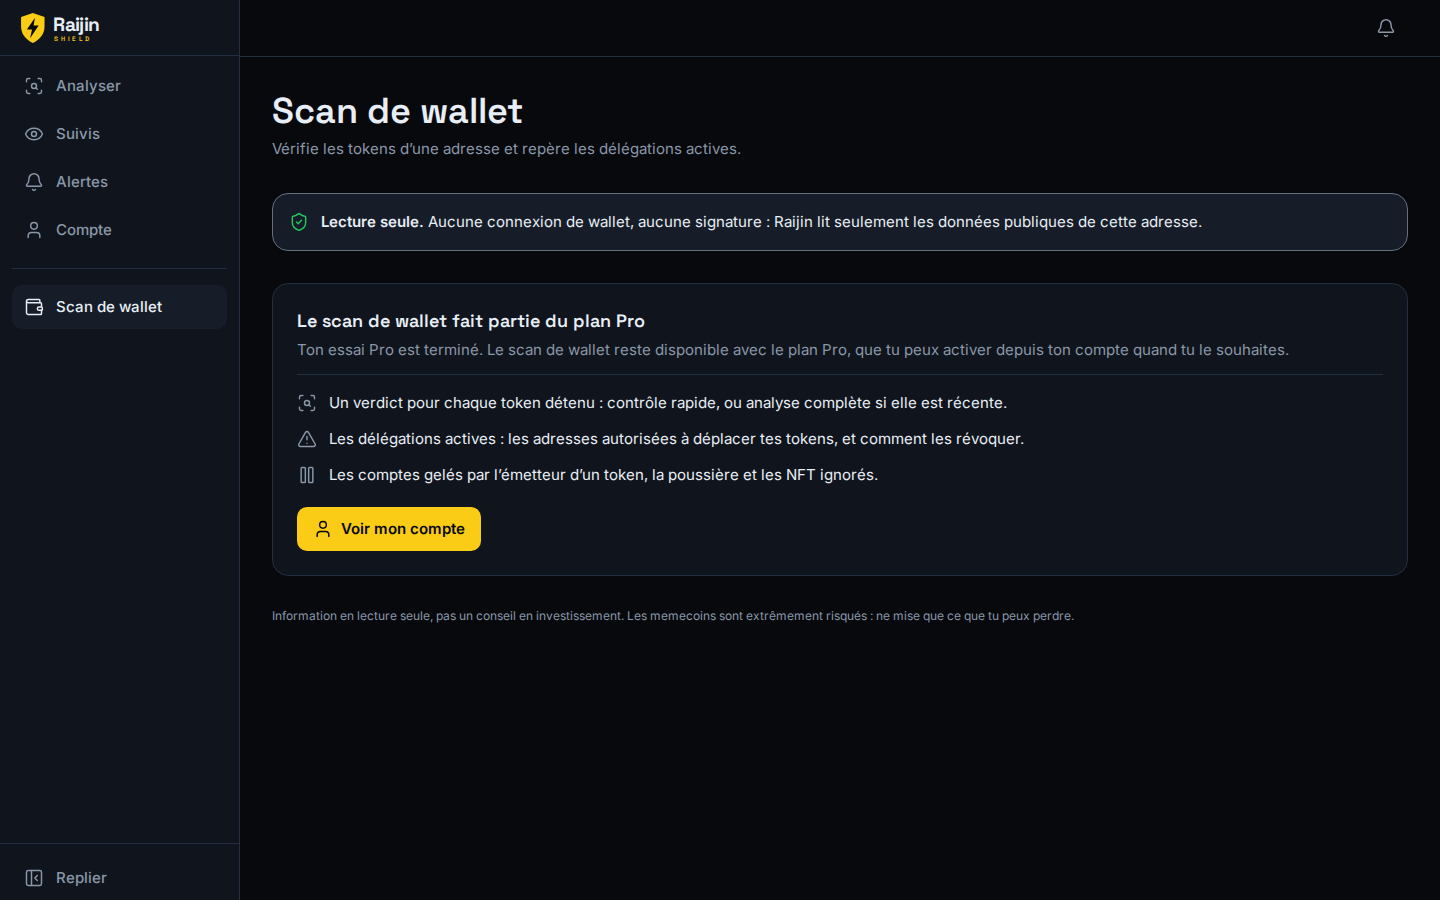 Raijin
SHIELD
Analyser
Suivis
Alertes
Compte
Scan de wallet
Replier
Scan de wallet
Vérifie les tokens d’une adresse et repère les délégations actives.
Lecture seule. Aucune connexion de wallet, aucune signature : Raijin lit seulement les données publiques de cette adresse.
Le scan de wallet fait partie du plan Pro
Ton essai Pro est terminé. Le scan de wallet reste disponible avec le plan Pro, que tu peux activer depuis ton compte quand tu le souhaites.
Un verdict pour chaque token détenu : contrôle rapide, ou analyse complète si elle est récente.
Les délégations actives : les adresses autorisées à déplacer tes tokens, et comment les révoquer.
Les comptes gelés par l’émetteur d’un token, la poussière et les NFT ignorés.
Voir mon compte
Information en lecture seule, pas un conseil en investissement. Les memecoins sont extrêmement risqués : ne mise que ce que tu peux perdre.